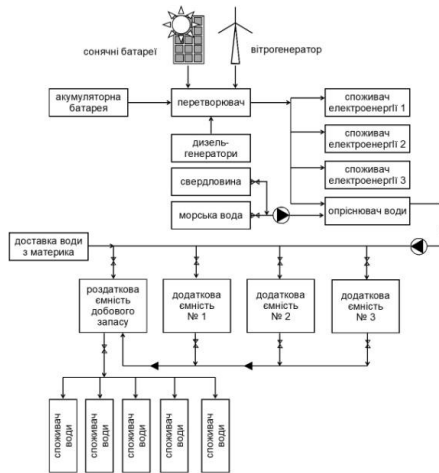 сонячні батареї
вітрогенератор
акумуляторна
батарея
перетворювач
споживач
електроенергії 1
споживач
електроенергії 2
дизель-
генератори
споживач
електроенергії 3
свердловина
морська вода
опріснювач води
доставка води
з материка
роздаткова
ємність
добового
запасу
додаткова
ємність
№ 1
додаткова
ємність
№ 2
додаткова
ємність
№ 3
споживач
води
споживач
води
споживач
води
споживач
води
споживач
води